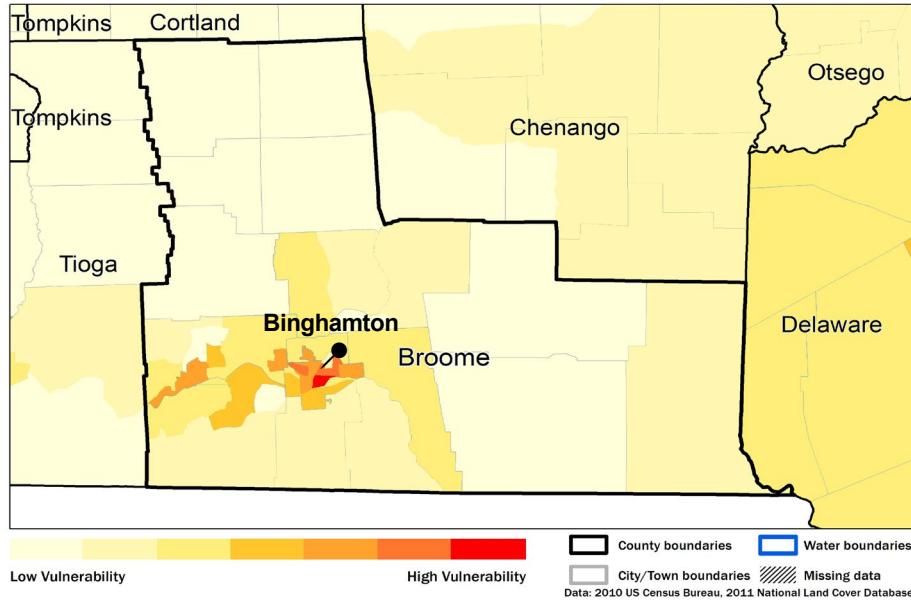 Tompkins
Cortland
Otsego
Tompkins
Chenango
Tioga
Binghamton
Delaware
Broome
Low Vulnerability
High Vulnerability
County boundaries
Water boundaries
City/Town boundaries
Missing data
Data: 2010 US Census Bureau, 2011 National Land Cover Database